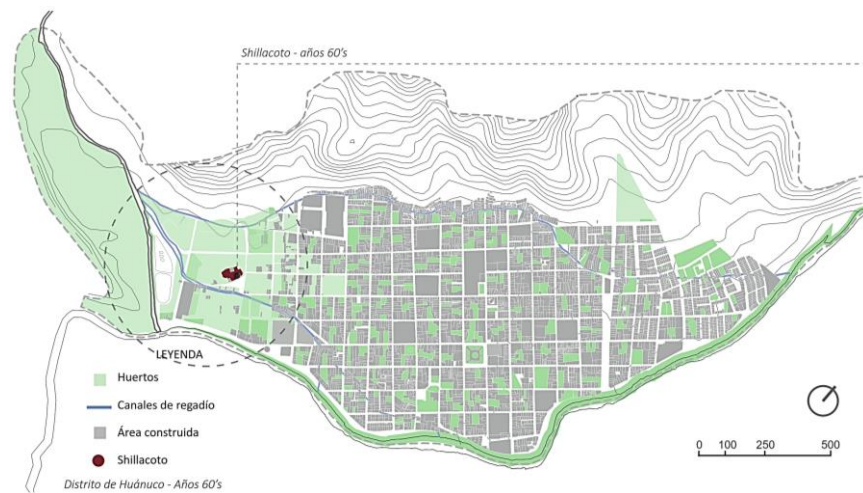 Shillacoto - años 60's
LEYENDA
Huertos
Canales de regadío
Área construida
Shillacoto
Distrito de Huánuco - Años 60's
0 100 250 500